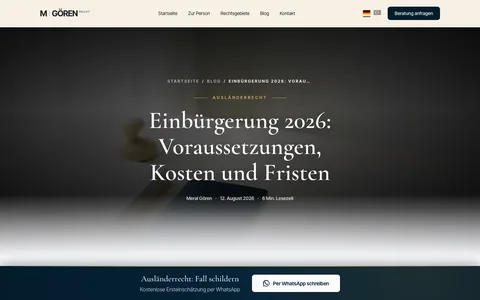 M GÖREN RECHT
Startseite Zur Person Rechtsgebiete Blog Kontakt
Beratung anfragen
STARTSEITE / BLOG / EINBÜRGERUNG 2026: VORAU…
AUSLÄNDERRECHT
Einbürgerung 2026:
Voraussetzungen,
Kosten und Fristen
Meral Gören · 12. August 2026 · 6 Min. Lesezeit
Ausländerrecht: Fall schildern
Kostenlose Ersteinschätzung per WhatsApp
Per WhatsApp schreiben